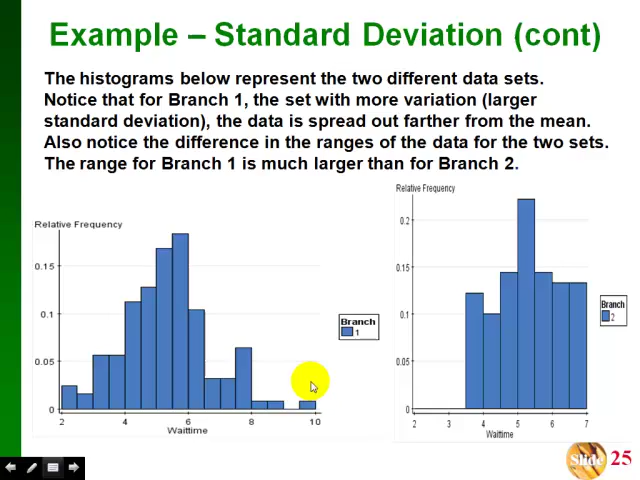 Example – Standard Deviation (cont)
The histograms below represent the two different data sets.
Notice that for Branch 1, the set with more variation (larger
standard deviation), the data is spread out farther from the mean.
Also notice the difference in the ranges of the data for the two sets.
The range for Branch 1 is much larger than for Branch 2.
Relative Frequency
0.15
0.1
0.05
0
2 4 6 8 10
Waittime
Branch
1
Relative Frequency
0.2
0.15
0.1
0.05
0
2 3 4 5 6 7
Waittime
Branch
2
Slide 25